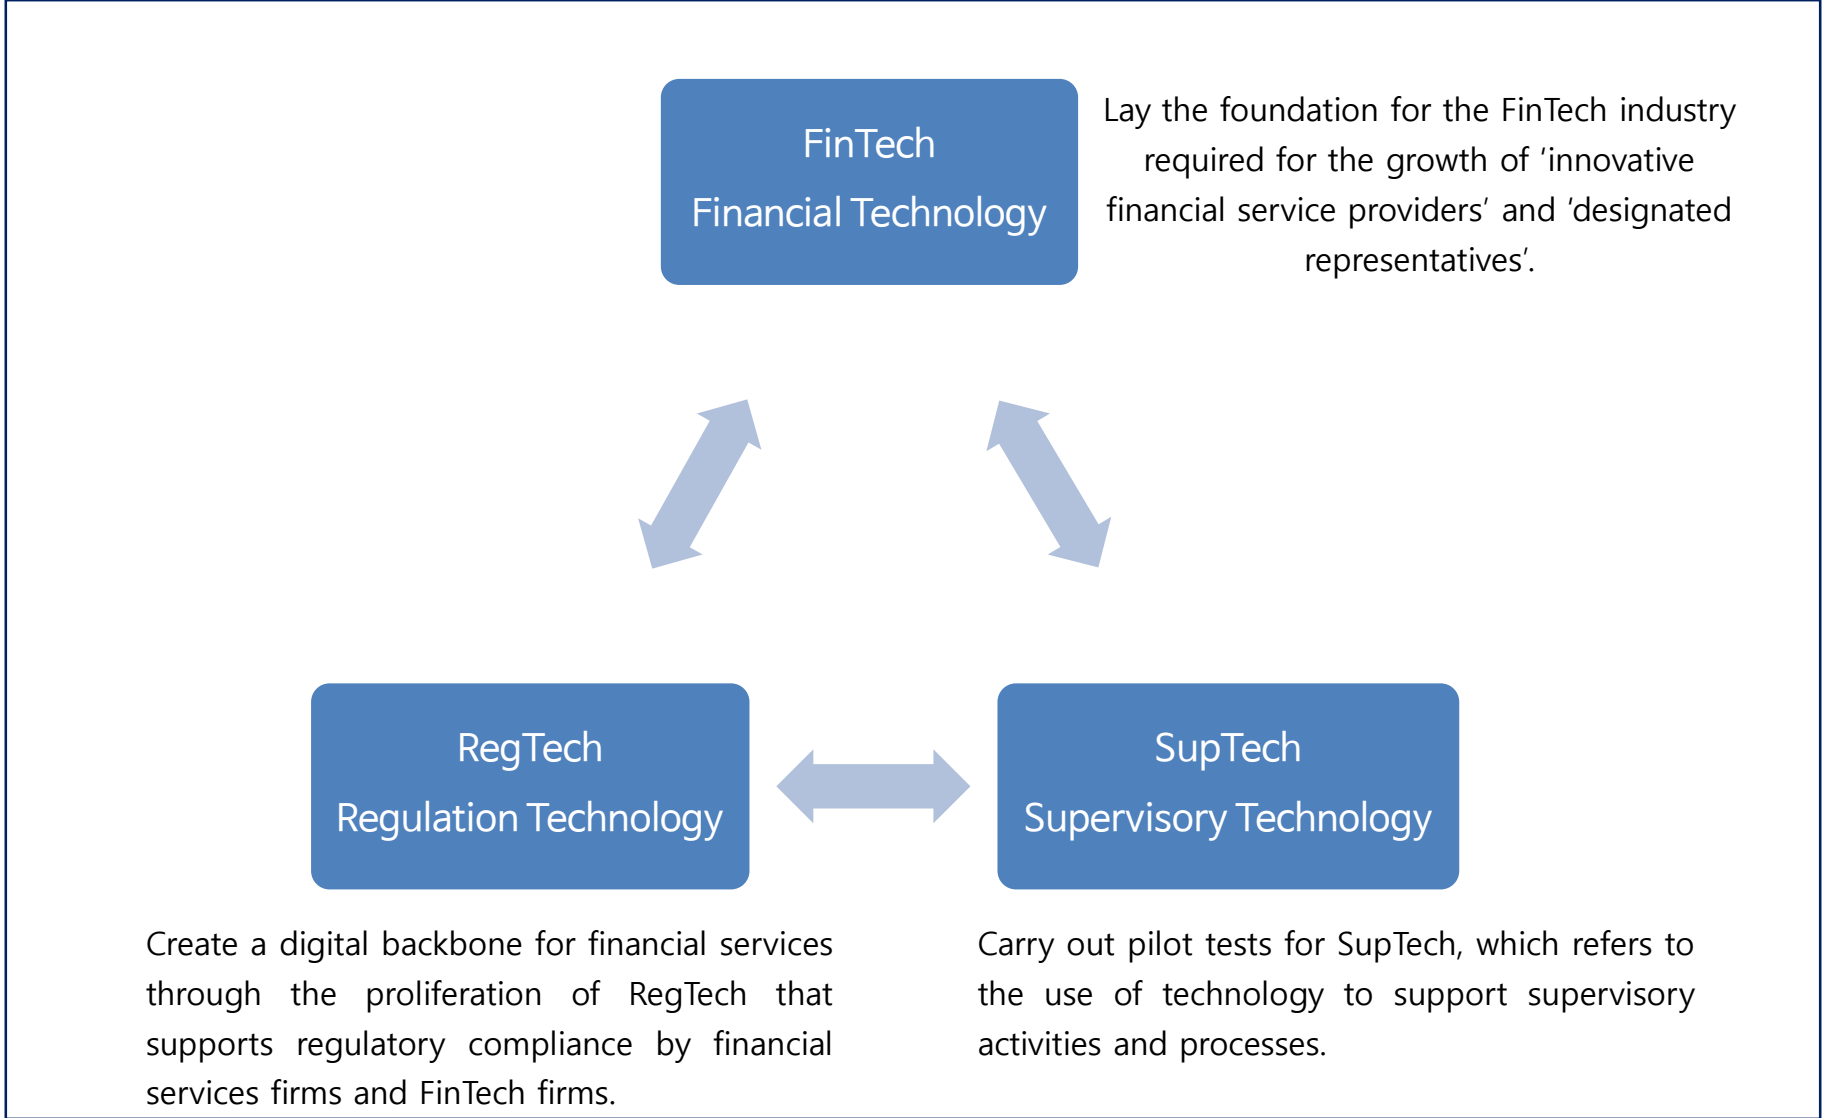 FinTech
Financial Technology
Lay the foundation for the FinTech industry
required for the growth of 'innovative
financial service providers' and 'designated
representatives'.
RegTech
Regulation Technology
SupTech
Supervisory Technology
Create a digital backbone for financial services
through the proliferation of RegTech that
supports regulatory compliance by financial
services firms and FinTech firms.
Carry out pilot tests for SupTech, which refers to
the use of technology to support supervisory
activities and processes.